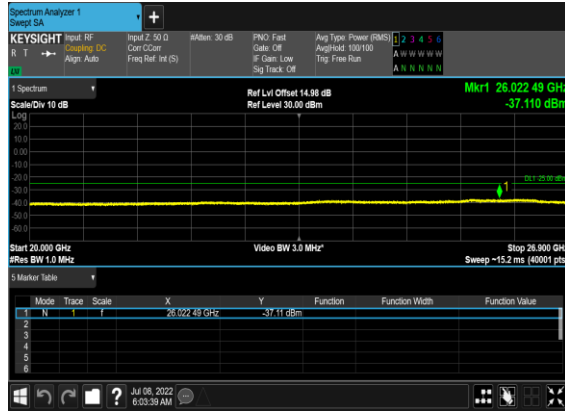 Spectrum Analyzer 1
Swept SA
+
KEYSIGHT Input: RF Input Z: 50 Ω #Atten: 30 dB PNO: Fast Avg Type: Power (RMS) 1 2 3 4 5 6
R T Coupling: DC Corr CCorr Gate: Off Avg|Hold: 100/100 A W W W W W
Align: Auto Freq Ref: Int (S) IF Gain: Low Trig: Free Run
Sig Track: Off A N N N N N
1 Spectrum Ref Lvl Offset 14.98 dB Mkr1 26.022 49 GHz
Scale/Div 10 dB Ref Level 30.00 dBm -37.110 dBm
Log
20.0
10.0
0.00
-10.0
-20.0 DL1 -25.00 dBm
-30.0 1
-40.0
-50.0
-60.0
Start 20.000 GHz Video BW 3.0 MHz* Stop 26.900 GHz
#Res BW 1.0 MHz Sweep ~15.2 ms (40001 pts)
5 Marker Table
Mode Trace Scale X Y Function Function Width Function Value
1 N 1 f 26.022 49 GHz -37.11 dBm
2
3
4
5
6
? Jul 08, 2022
6:03:39 AM